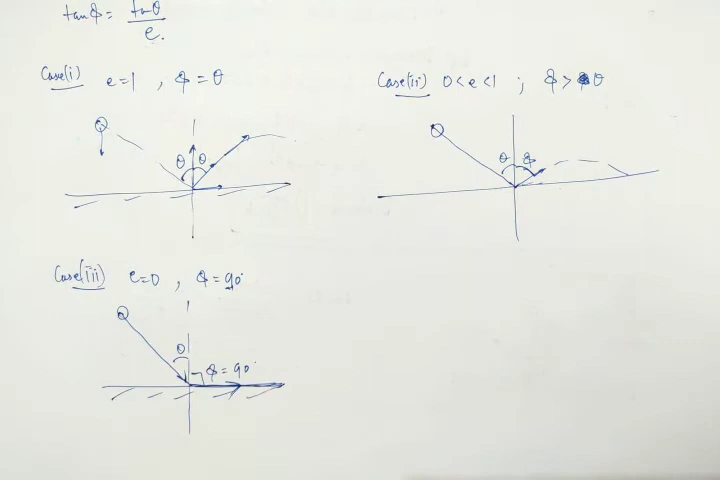 tanϕ = tanθ / e.
Case(i) e=1 , ϕ = θ
Case(ii) 0<e<1 ; ϕ > θ
θ θ
θ ϕ
Case(iii) e=0 , ϕ = 90°
θ
ϕ = 90°